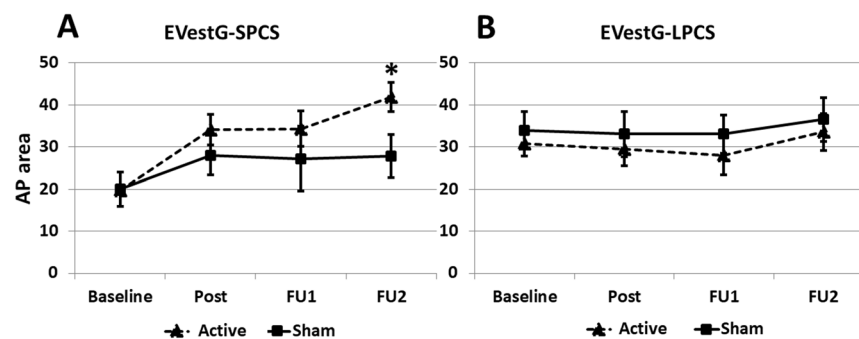 A
EVestG-SPCS
AP area
50
40
30
20
10
0
*
Baseline Post FU1 FU2
Active Sham
B
EVestG-LPCS
50
40
30
20
10
0
Baseline Post FU1 FU2
Active Sham